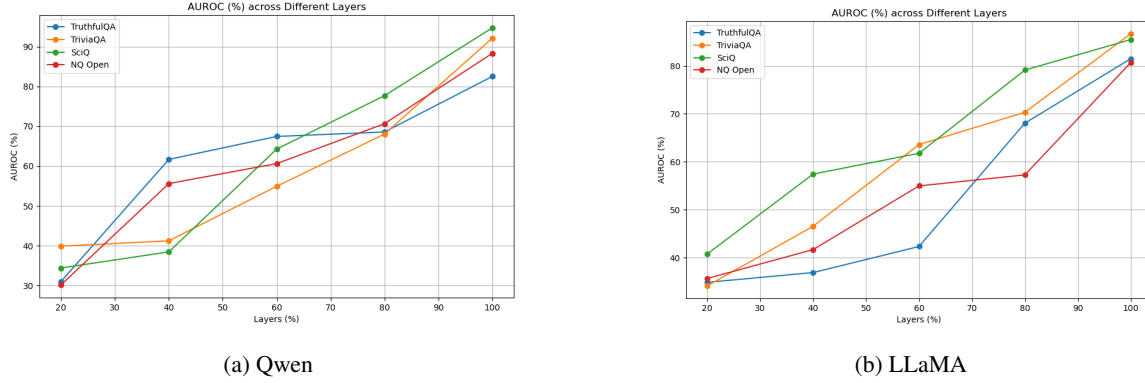 AUROC (%) across Different Layers
TruthfulQA
TriviaQA
SciQ
NQ Open
90
80
70
60
50
40
30
AUROC (%)
20 30 40 50 60 70 80 90 100
Layers (%)
(a) Qwen
AUROC (%) across Different Layers
TruthfulQA
TriviaQA
SciQ
NQ Open
80
70
60
50
40
AUROC (%)
20 30 40 50 60 70 80 90 100
Layers (%)
(b) LLaMA